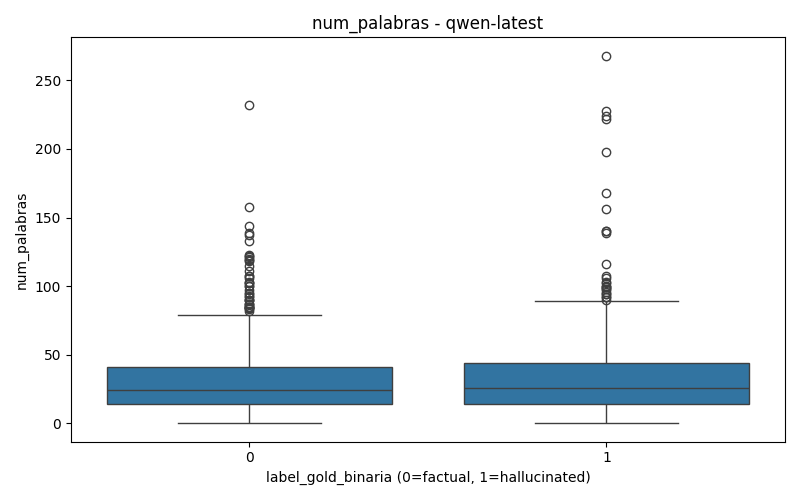 num_palabras - qwen-latest
250
200
150
100
50
0
num_palabras
0 1
label_gold_binaria (0=factual, 1=hallucinated)